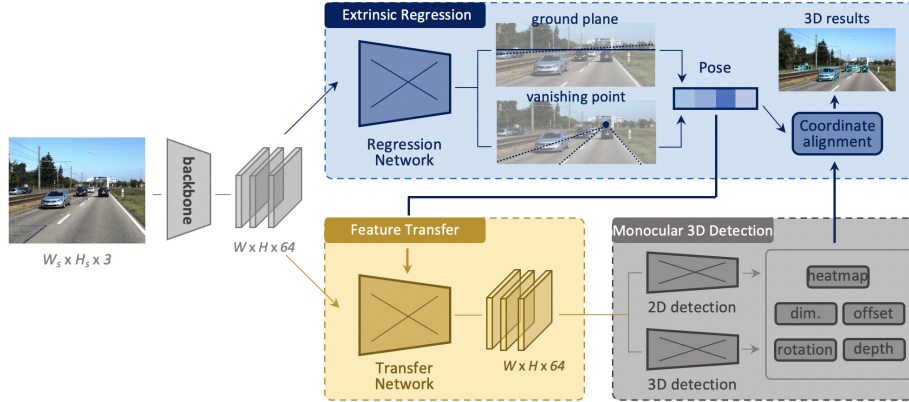 Extrinsic Regression
ground plane
vanishing point
Regression
Network
Pose
3D results
Coordinate
alignment
backbone
W x H x 64
Wₛ x Hₛ x 3
Feature Transfer
Transfer
Network
W x H x 64
Monocular 3D Detection
2D detection
3D detection
heatmap
dim.
offset
rotation
depth